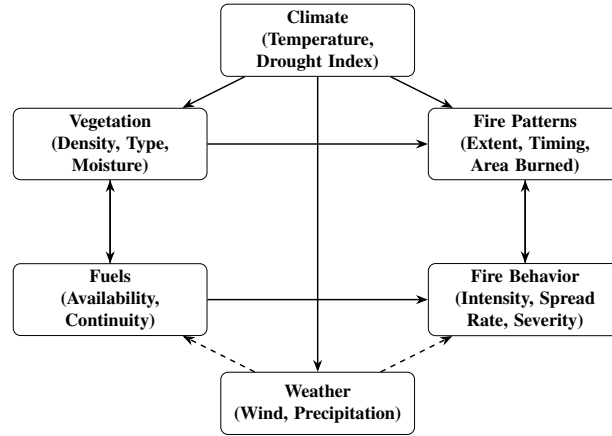 Climate
(Temperature,
Drought Index)
Vegetation
(Density, Type,
Moisture)
Fire Patterns
(Extent, Timing,
Area Burned)
Fuels
(Availability,
Continuity)
Fire Behavior
(Intensity, Spread
Rate, Severity)
Weather
(Wind, Precipitation)